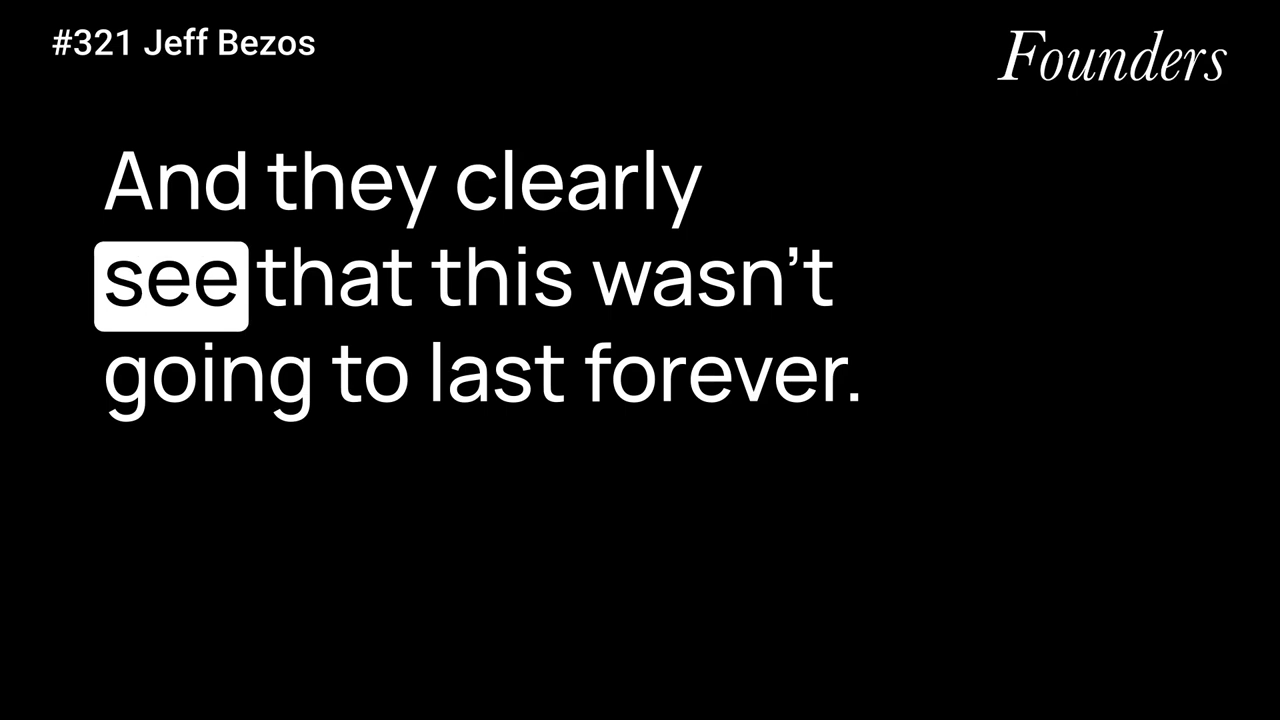 #321 Jeff Bezos
Founders
And they clearly
see that this wasn’t
going to last forever.